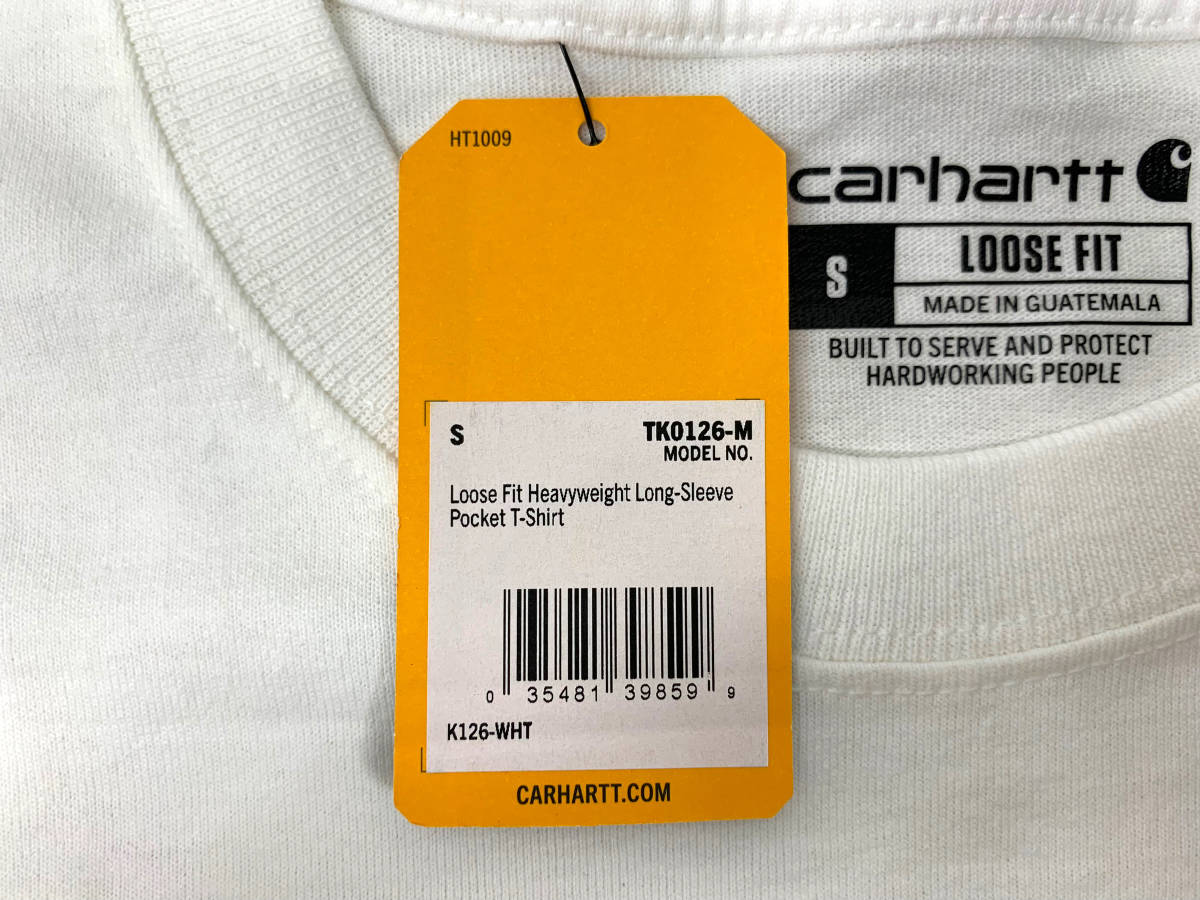 HT1009
S
TK0126-M
MODEL NO.
Loose Fit Heavyweight Long-Sleeve
Pocket T-Shirt
0 35481 39859 9
K126-WHT
CARHARTT.COM
carhartt
S
LOOSE FIT
MADE IN GUATEMALA
BUILT TO SERVE AND PROTECT
HARDWORKING PEOPLE